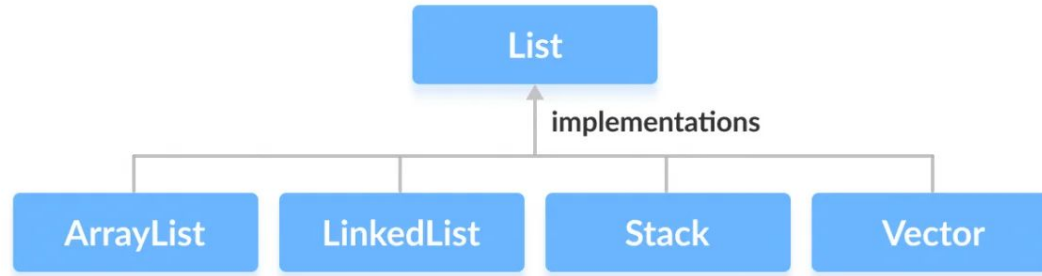 List
implementations
ArrayList
LinkedList
Stack
Vector